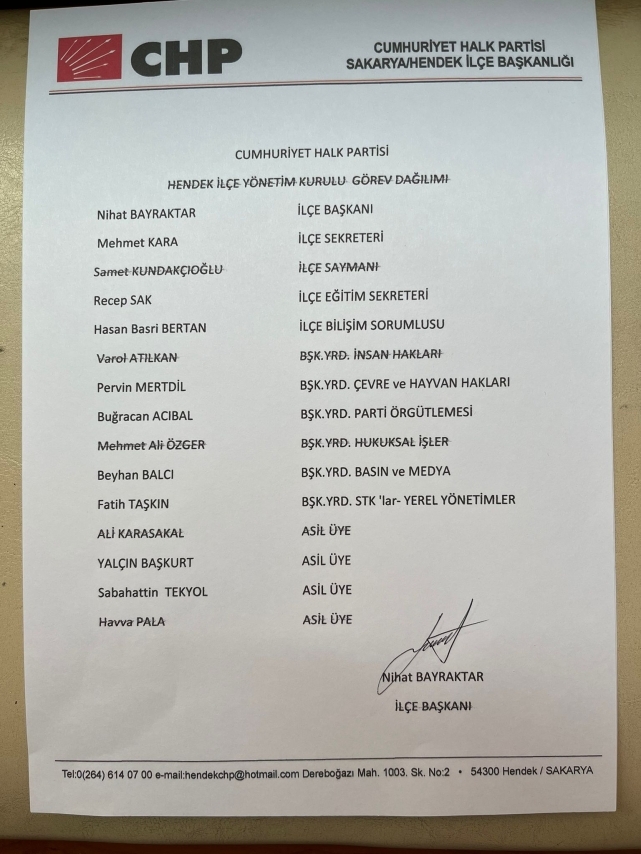 CHP
CUMHURİYET HALK PARTİSİ
SAKARYA/HENDEK İLÇE BAŞKANLIĞI
CUMHURİYET HALK PARTİSİ
HENDEK İLÇE YÖNETİM KURULU GÖREV DAĞILIMI
Nihat BAYRAKTAR İLÇE BAŞKANI
Mehmet KARA İLÇE SEKRETERİ
Samet KUNDAKÇIOĞLU İLÇE SAYMANI
Recep SAK İLÇE EĞİTİM SEKRETERİ
Hasan Basri BERTAN İLÇE BİLİŞİM SORUMLUSU
Varol ATILKAN BŞK.YRD. İNSAN HAKLARI
Pervin MERTDİL BŞK.YRD. ÇEVRE ve HAYVAN HAKLARI
Buğracan ACIBAL BŞK.YRD. PARTİ ÖRGÜTLEMESİ
Mehmet Ali ÖZGER BŞK.YRD. HUKUKSAL İŞLER
Beyhan BALCI BŞK.YRD. BASIN ve MEDYA
Fatih TAŞKIN BŞK.YRD. STK 'lar- YEREL YÖNETİMLER
ALİ KARASAKAL ASİL ÜYE
YALÇIN BAŞKURT ASİL ÜYE
Sabahattin TEKYOL ASİL ÜYE
Havva PALA ASİL ÜYE
Nihat BAYRAKTAR
İLÇE BAŞKANI
Tel:0(264) 614 07 00 e-mail:hendekchp@hotmail.com Dereboğazı Mah. 1003. Sk. No:2 • 54300 Hendek / SAKARYA